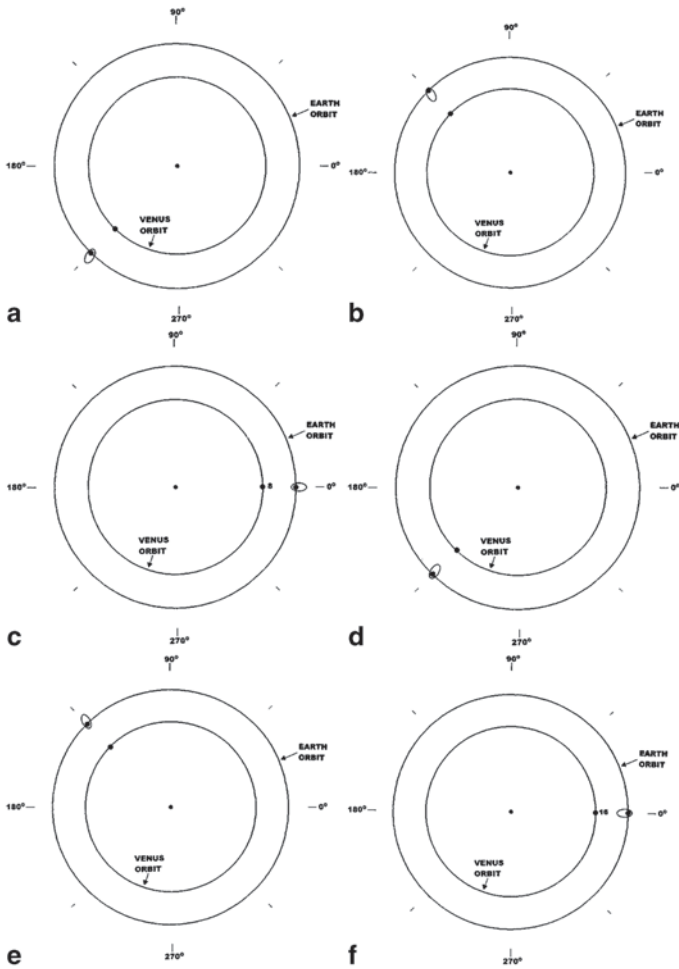 90°
EARTH
ORBIT
180°
0°
VENUS
ORBIT
270°
a
90°
EARTH
ORBIT
180°
0°
VENUS
ORBIT
270°
b
90°
EARTH
ORBIT
180°
8
0°
VENUS
ORBIT
270°
c
90°
EARTH
ORBIT
180°
0°
VENUS
ORBIT
270°
d
90°
EARTH
ORBIT
180°
0°
VENUS
ORBIT
270°
e
90°
EARTH
ORBIT
180°
16
0°
VENUS
ORBIT
270°
f